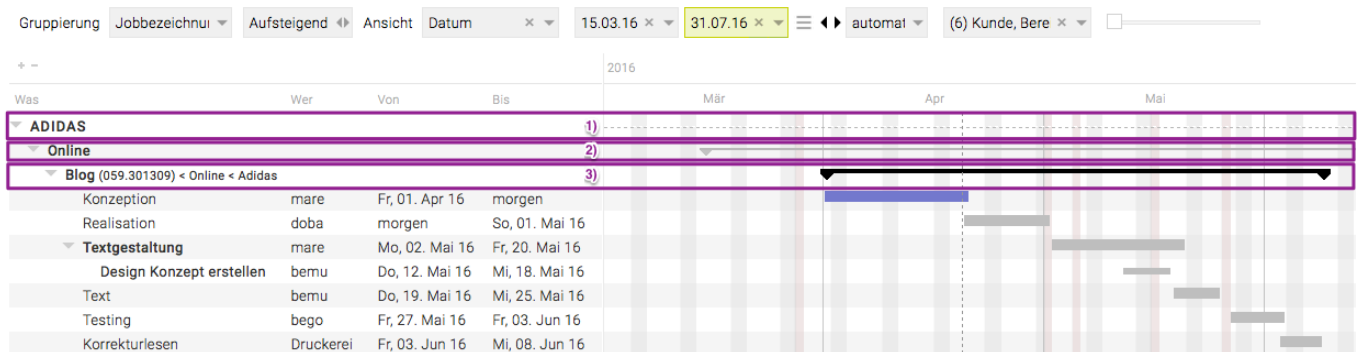 Gruppierung Jobbezeichnu Aufsteigend Ansicht Datum × 15.03.16 × 31.07.16 × automat (6) Kunde, Bere ×
+ − 2016
Was Wer Von Bis Mär Apr Mai
ADIDAS 1)
Online 2)
Blog (059.301309) < Online < Adidas 3)
Konzeption mare Fr, 01. Apr 16 morgen
Realisation doba morgen So, 01. Mai 16
Textgestaltung mare Mo, 02. Mai 16 Fr, 20. Mai 16
Design Konzept erstellen bemu Do, 12. Mai 16 Mi, 18. Mai 16
Text bemu Do, 19. Mai 16 Mi, 25. Mai 16
Testing bego Fr, 27. Mai 16 Fr, 03. Jun 16
Korrekturlesen Druckerei Fr, 03. Jun 16 Mi, 08. Jun 16